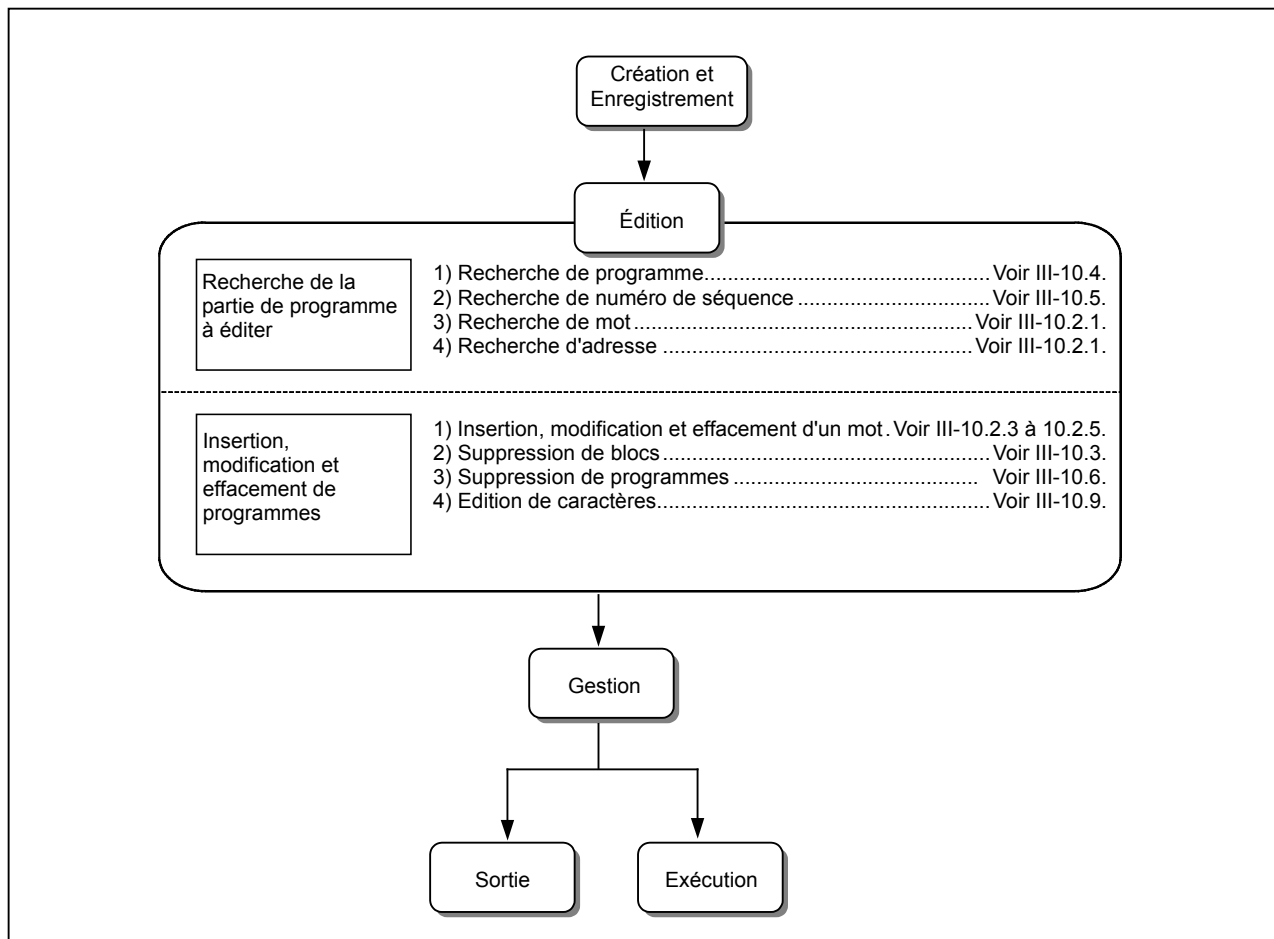 Création et
Enregistrement
Édition
Recherche de la
partie de programme
à éditer
1) Recherche de programme......................................................Voir III-10.4.
2) Recherche de numéro de séquence .....................................Voir III-10.5.
3) Recherche de mot................................................................Voir III-10.2.1.
4) Recherche d'adresse ...........................................................Voir III-10.2.1.
Insertion,
modification et
effacement de
programmes
1) Insertion, modification et effacement d'un mot.Voir III-10.2.3 à 10.2.5.
2) Suppression de blocs...............................................................Voir III-10.3.
3) Suppression de programmes ......................................... Voir III-10.6.
4) Edition de caractères...............................................................Voir III-10.9.
Gestion
Sortie
Exécution